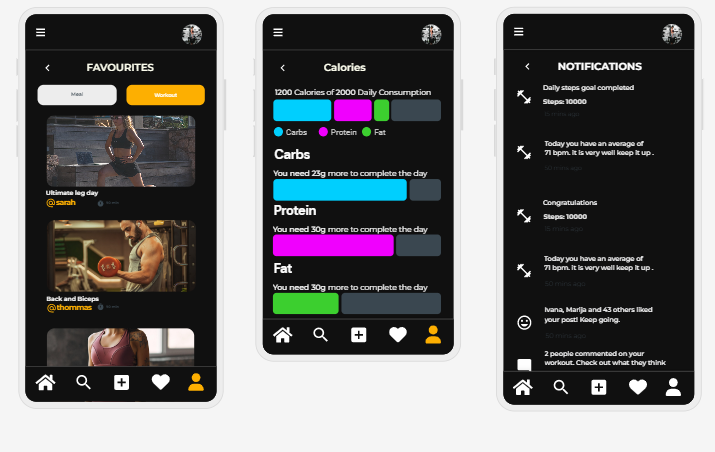 FAVOURITES
Meal
Workout
Ultimate leg day
@sarah
Back and Biceps
@thommas
Calories
1200 Calories of 2000 Daily Consumption
Carbs
Protein
Fat
Carbs
You need 23g more to complete the day
Protein
You need 30g more to complete the day
Fat
You need 30g more to complete the day
NOTIFICATIONS
Daily steps goal completed
Steps: 10000
Today you have an average of
71 bpm. It is very well keep it up .
Congratulations
Steps: 10000
Today you have an average of
71 bpm. It is very well keep it up .
Ivana, Marija and 43 others liked
your post! Keep going.
2 people commented on your
workout. Check out what they think